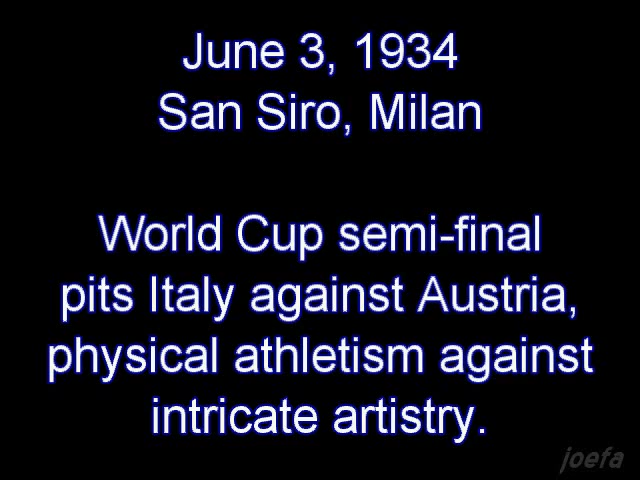 June 3, 1934
San Siro, Milan
World Cup semi-final
pits Italy against Austria,
physical athletism against
intricate artistry.
joefa